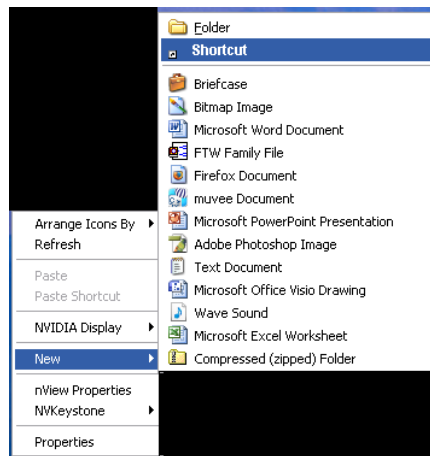 Folder
Shortcut
Briefcase
Bitmap Image
Microsoft Word Document
FTW Family File
Firefox Document
muvee Document
Microsoft PowerPoint Presentation
Adobe Photoshop Image
Text Document
Microsoft Office Visio Drawing
Wave Sound
Microsoft Excel Worksheet
Compressed (zipped) Folder
Arrange Icons By
Refresh
Paste
Paste Shortcut
NVIDIA Display
New
nView Properties
NVKeystone
Properties